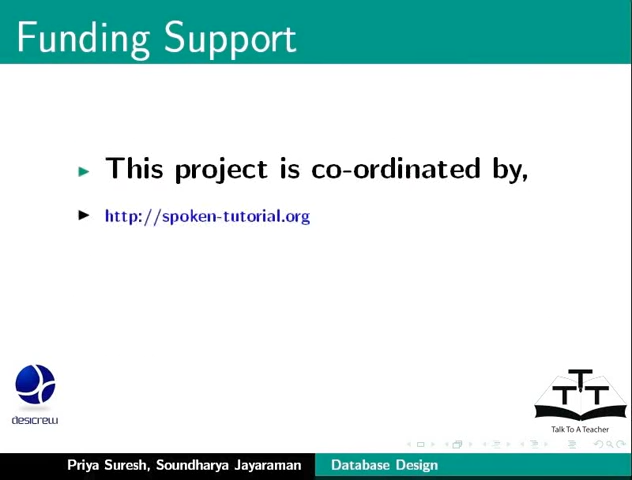 Funding Support
This project is co-ordinated by,
http://spoken-tutorial.org
desicrew
TTT
Talk To A Teacher
Priya Suresh, Soundharya Jayaraman
Database Design